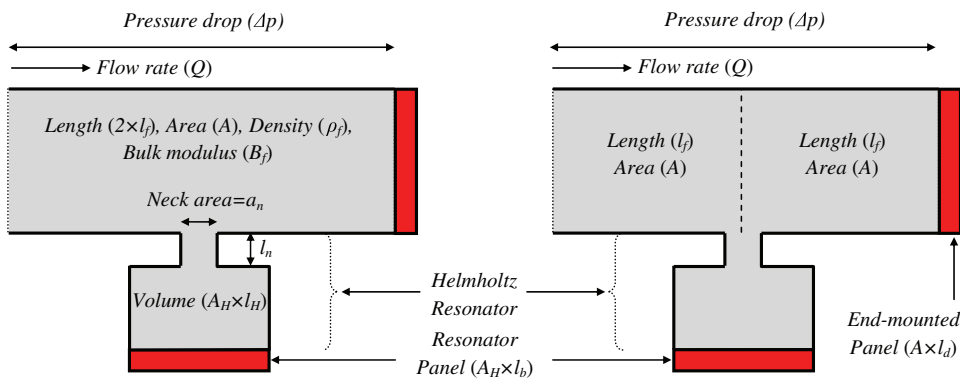 Pressure drop (Δp)
Flow rate (Q)
Length (2×l_f), Area (A), Density (ρ_f),
Bulk modulus (B_f)
Neck area=a_n
l_n
Volume (A_H×l_H)
Pressure drop (Δp)
Flow rate (Q)
Length (l_f)
Area (A)
Length (l_f)
Area (A)
Helmholtz
Resonator
Resonator
Panel (A_H×l_b)
End-mounted
Panel (A×l_d)